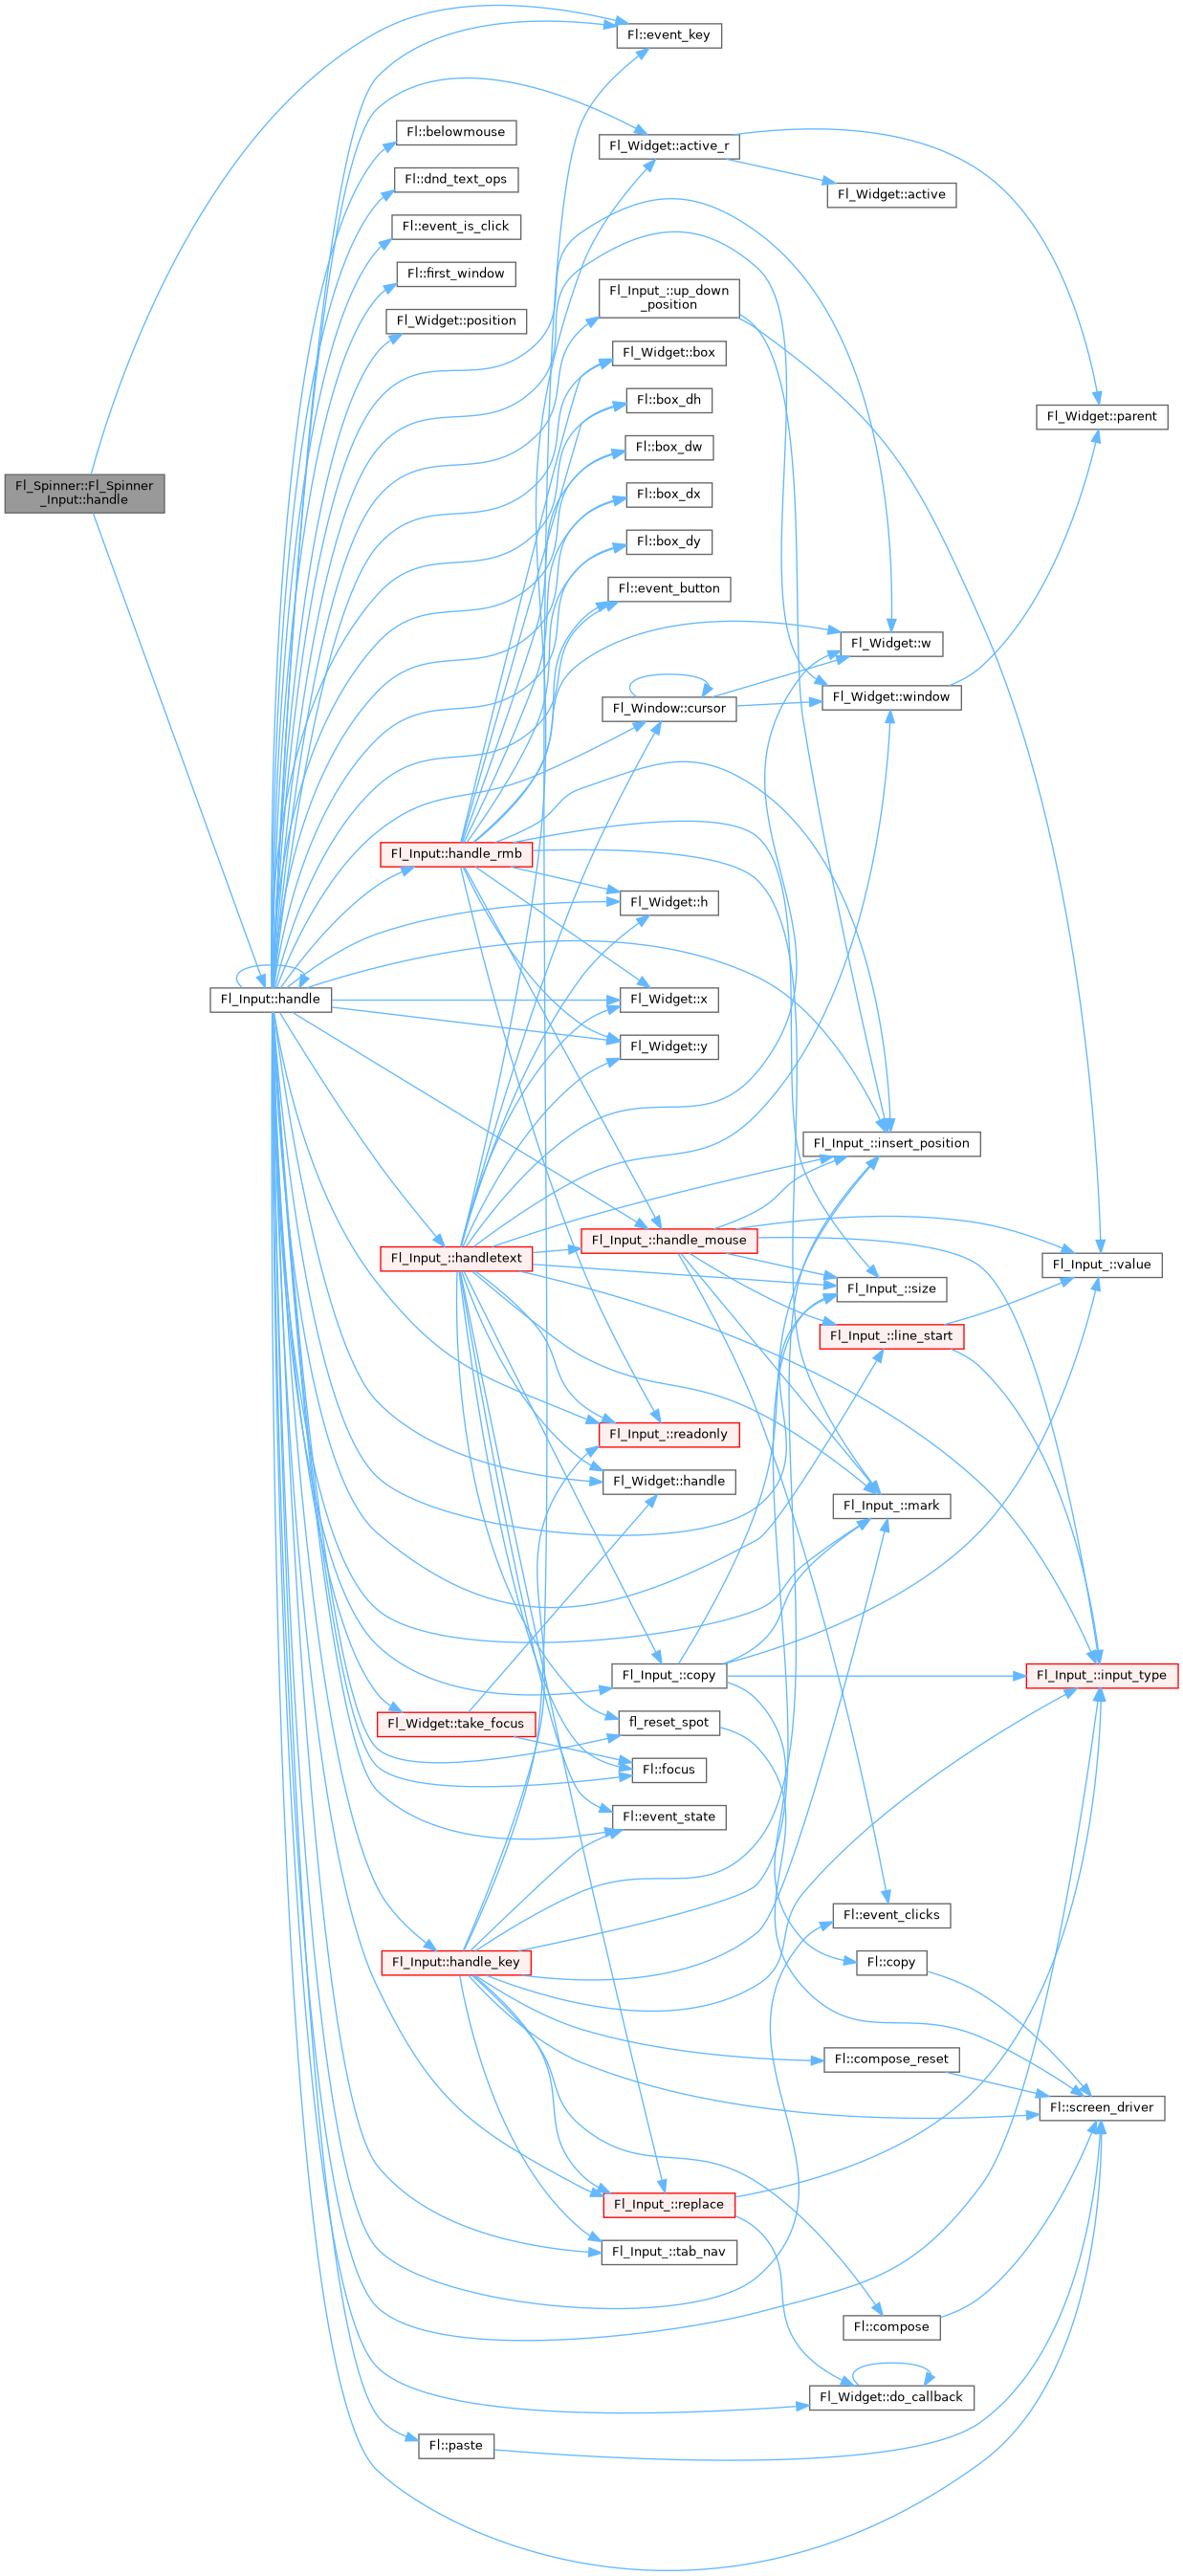 Fl::event_key
Fl::belowmouse
Fl_Widget::active_r
Fl::dnd_text_ops
Fl_Widget::active
Fl::event_is_click
Fl::first_window
Fl_Input_::up_down
_position
Fl_Widget::position
Fl_Widget::box
Fl::box_dh
Fl_Widget::parent
Fl::box_dw
Fl_Spinner::Fl_Spinner
_Input::handle
Fl::box_dx
Fl::box_dy
Fl::event_button
Fl_Widget::w
Fl_Widget::window
Fl_Window::cursor
Fl_Input::handle_rmb
Fl_Widget::h
Fl_Input::handle
Fl_Widget::x
Fl_Widget::y
Fl_Input_::insert_position
Fl_Input_::handle_mouse
Fl_Input_::handletext
Fl_Input_::value
Fl_Input_::size
Fl_Input_::line_start
Fl_Input_::readonly
Fl_Widget::handle
Fl_Input_::mark
Fl_Input_::copy
Fl_Input_::input_type
Fl_Widget::take_focus
fl_reset_spot
Fl::focus
Fl::event_state
Fl::event_clicks
Fl_Input::handle_key
Fl::copy
Fl::compose_reset
Fl::screen_driver
Fl_Input_::replace
Fl_Input_::tab_nav
Fl::compose
Fl_Widget::do_callback
Fl::paste